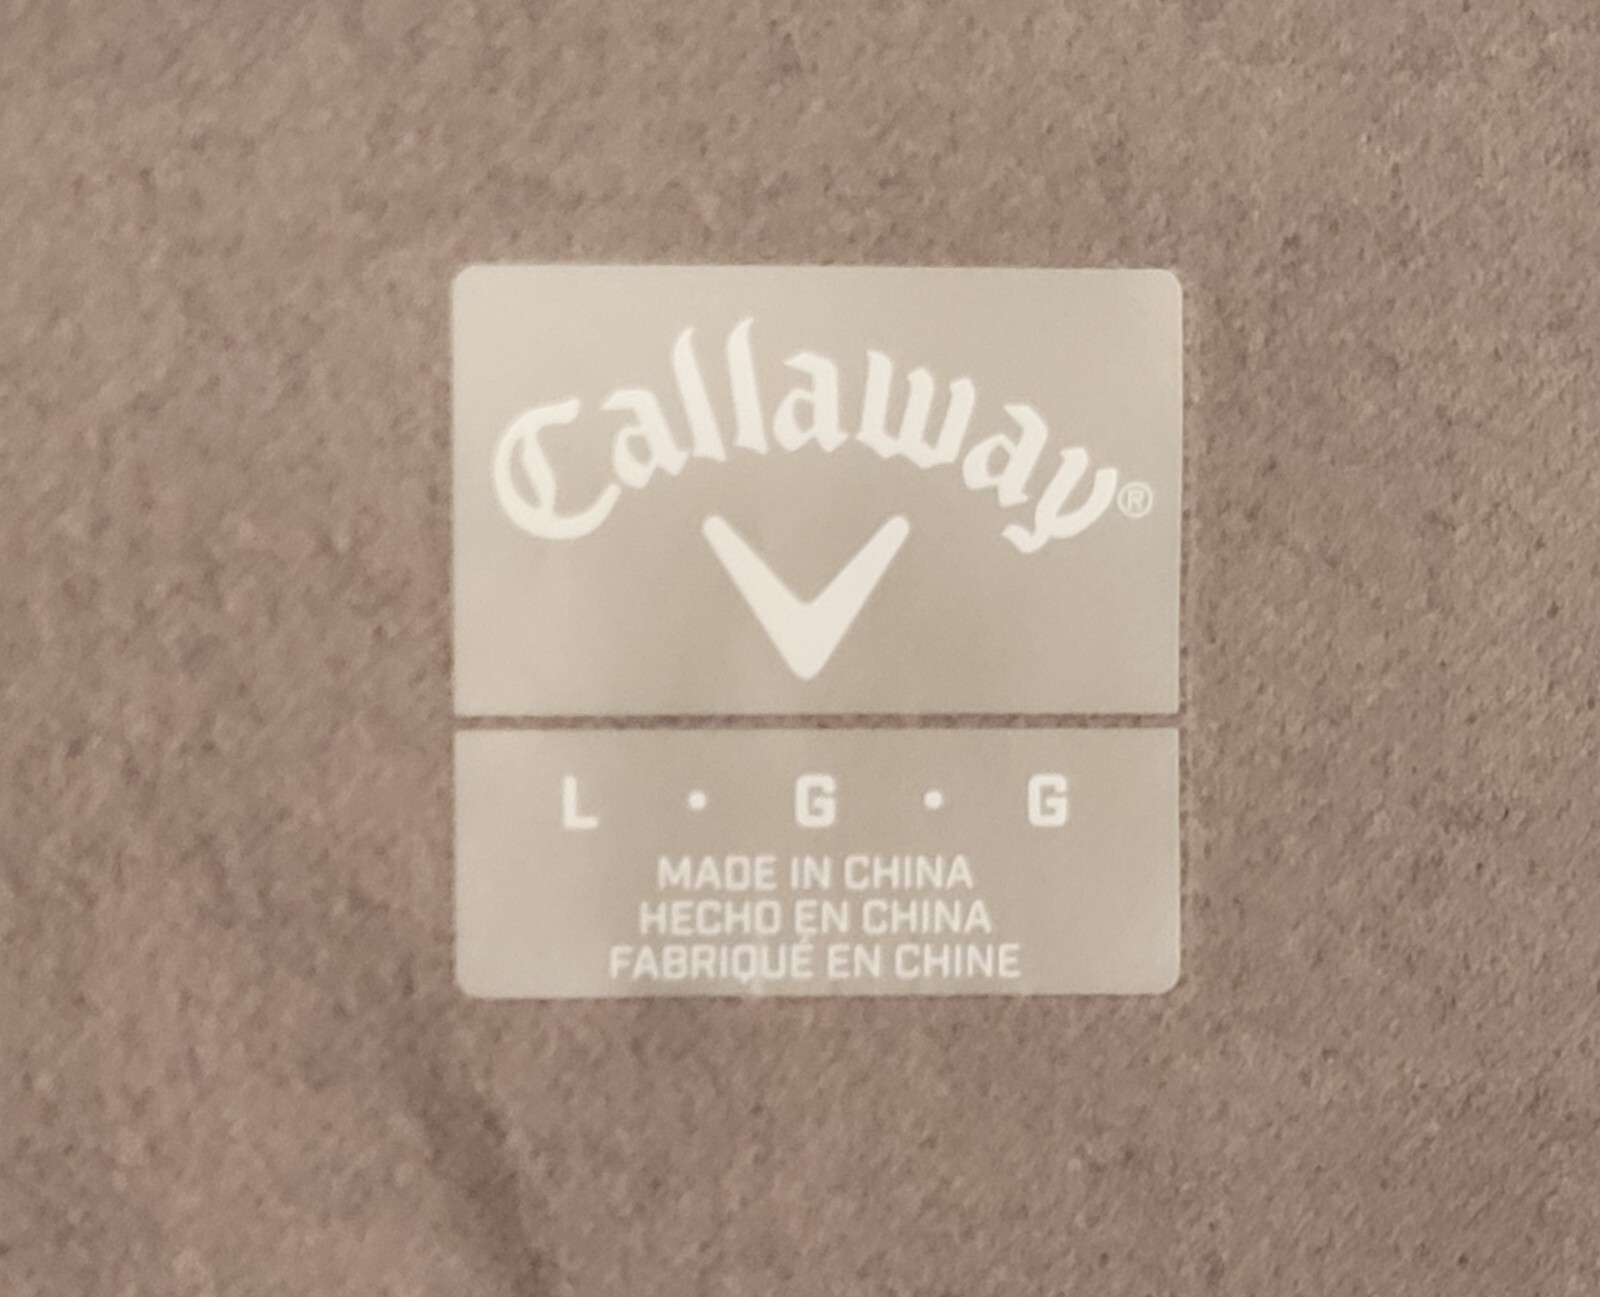 Callaway®
L · G · G
MADE IN CHINA
HECHO EN CHINA
FABRIQUÉ EN CHINE